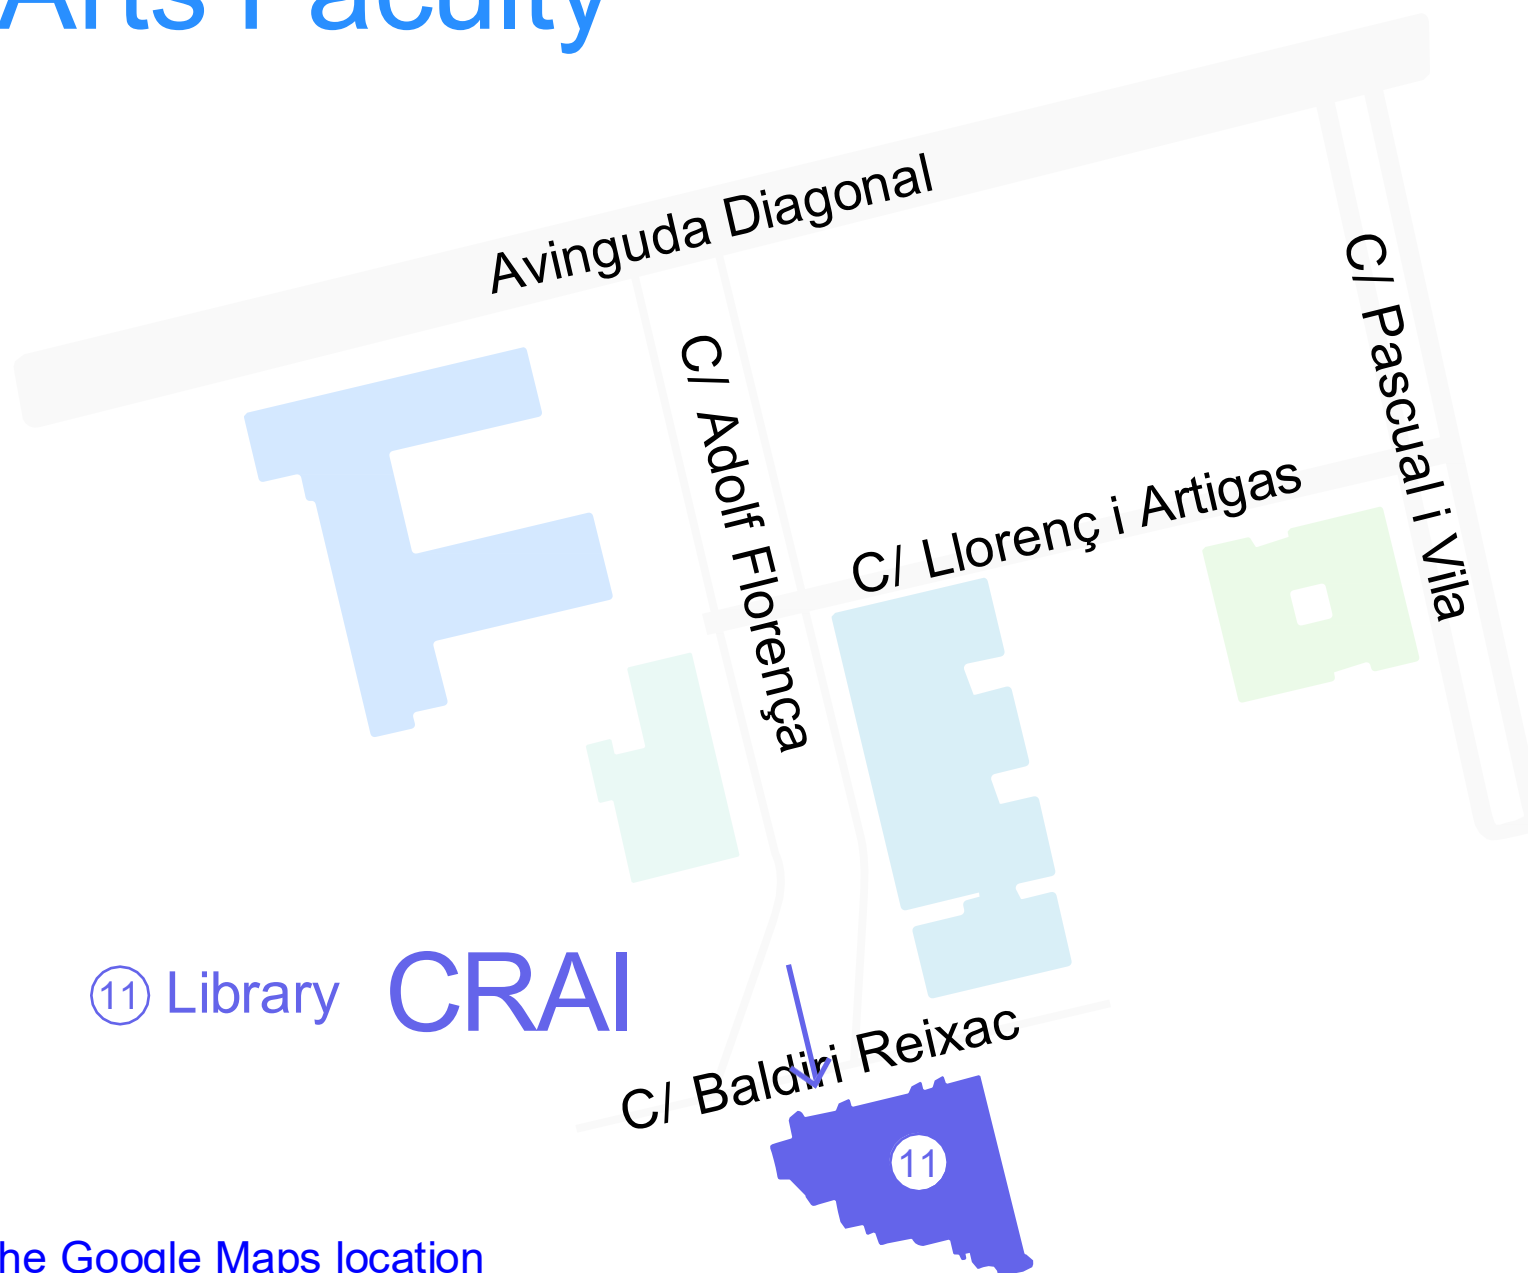 Arts Faculty
Avinguda Diagonal
C/ Pascual i Vila
C/ Adolf Florença
C/ Llorenç i Artigas
11 Library CRAI
C/ Baldiri Reixac
11
he Google Maps location